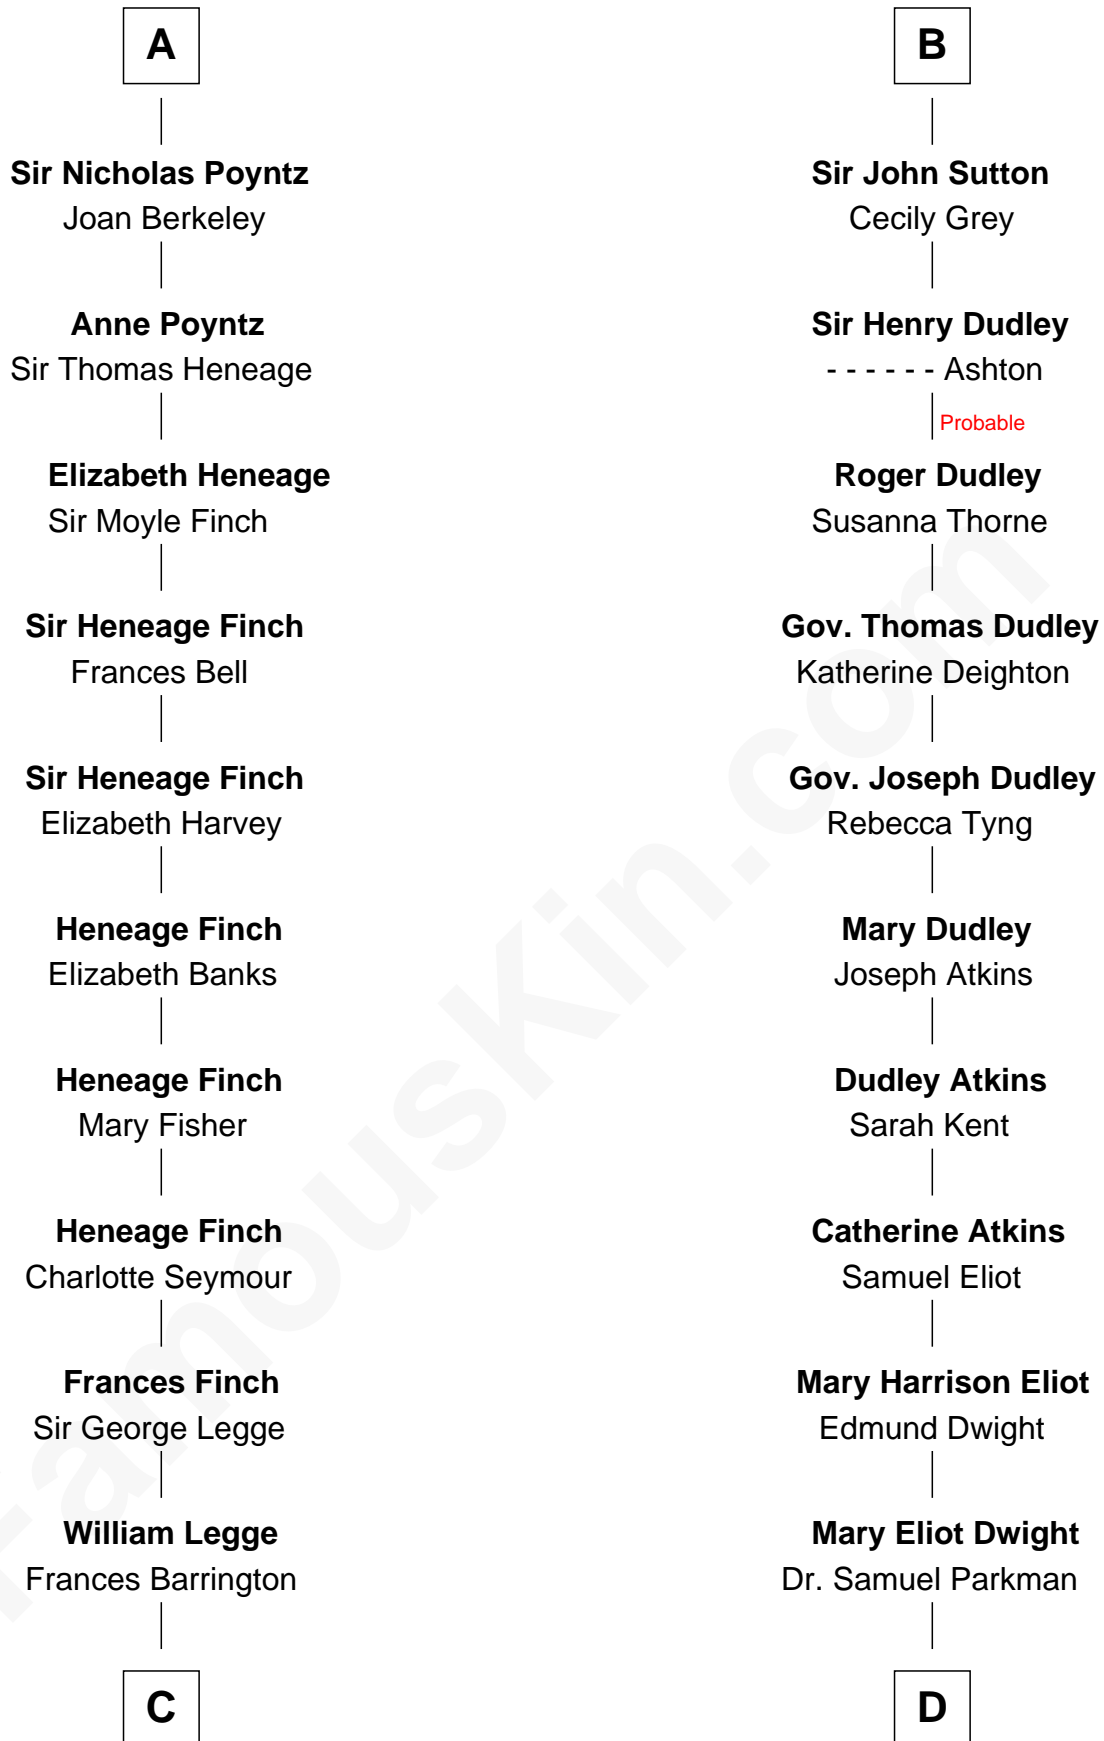 A
Sir Nicholas Poyntz
Joan Berkeley
Anne Poyntz
Sir Thomas Heneage
Elizabeth Heneage
Sir Moyle Finch
Sir Heneage Finch
Frances Bell
Sir Heneage Finch
Elizabeth Harvey
Heneage Finch
Elizabeth Banks
Heneage Finch
Mary Fisher
Heneage Finch
Charlotte Seymour
Frances Finch
Sir George Legge
William Legge
Frances Barrington
C
B
Sir John Sutton
Cecily Grey
Sir Henry Dudley
- - - - - - Ashton
Probable
Roger Dudley
Susanna Thorne
Gov. Thomas Dudley
Katherine Deighton
Gov. Joseph Dudley
Rebecca Tyng
Mary Dudley
Joseph Atkins
Dudley Atkins
Sarah Kent
Catherine Atkins
Samuel Eliot
Mary Harrison Eliot
Edmund Dwight
Mary Eliot Dwight
Dr. Samuel Parkman
D
FamousKin.com